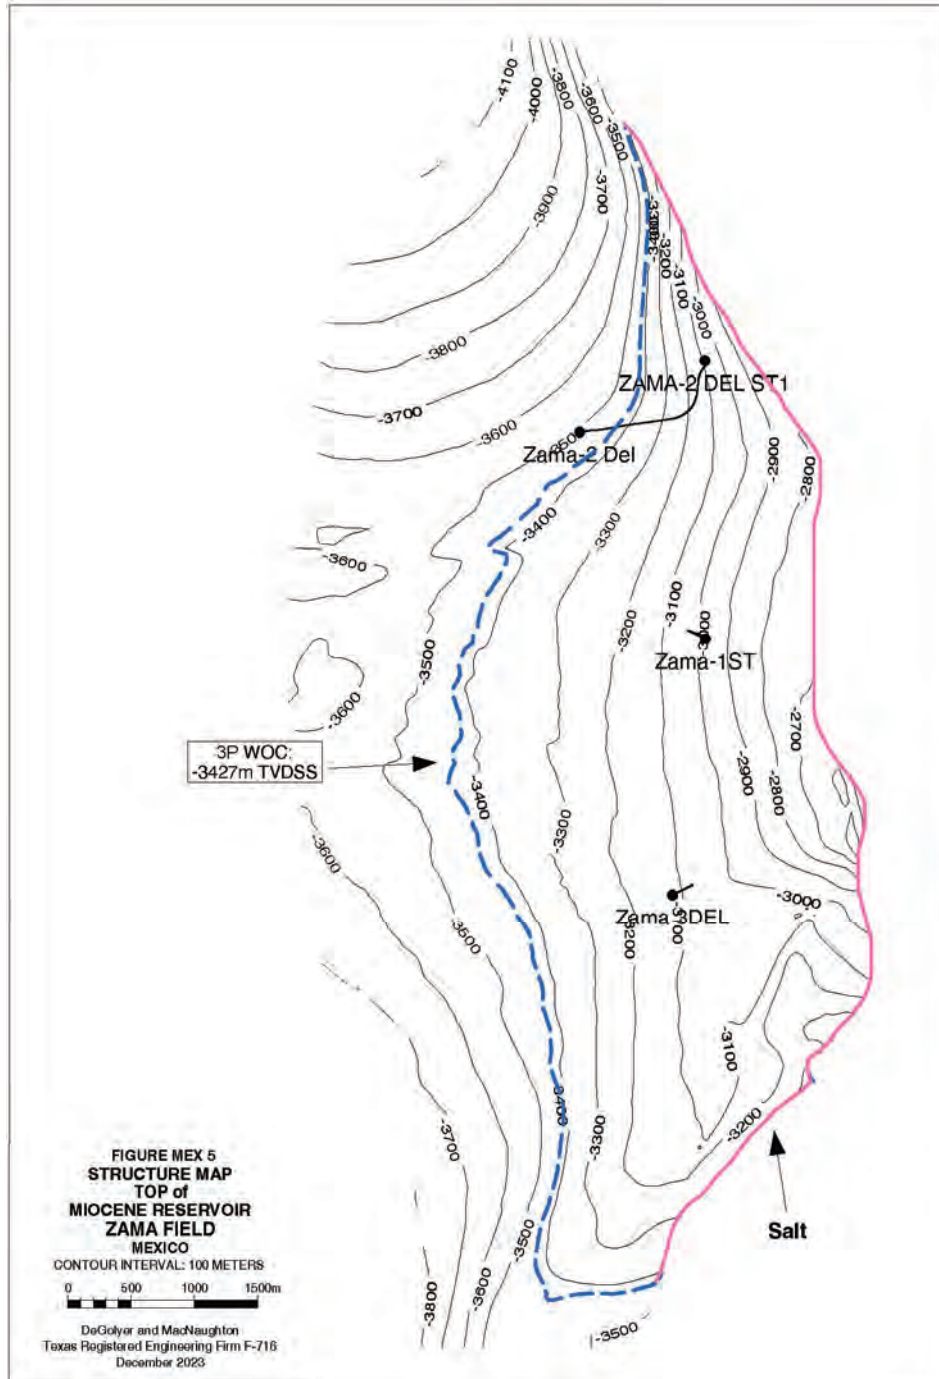 -4100
-4000
-3800
-3600
-3500
-3900
-3700
-3300
-3400
-3200
-3100
-3000
-3800
ZAMA-2 DEL ST1
-3700
-3600
-3500
Zama-2 Del
-2900
-2800
-3400
-3300
-3600
-3200
-3100
-3000
Zama-1ST
-3500
-3600
-2700
3P WOC:
-3427m TVDSS
-2900
-2800
-3400
-3300
-3600
-3000
Zama 3DEL
-3500
-3200
-3100
-3400
-3200
-3300
-3700
FIGURE MEX 5
STRUCTURE MAP
TOP of
MIOCENE RESERVOIR
ZAMA FIELD
MEXICO
CONTOUR INTERVAL: 100 METERS
0 500 1000 1500m
Salt
-3500
-3600
-3800
-3500
DeGolyer and MacNaughton
Texas Registered Engineering Firm F-716
December 2023